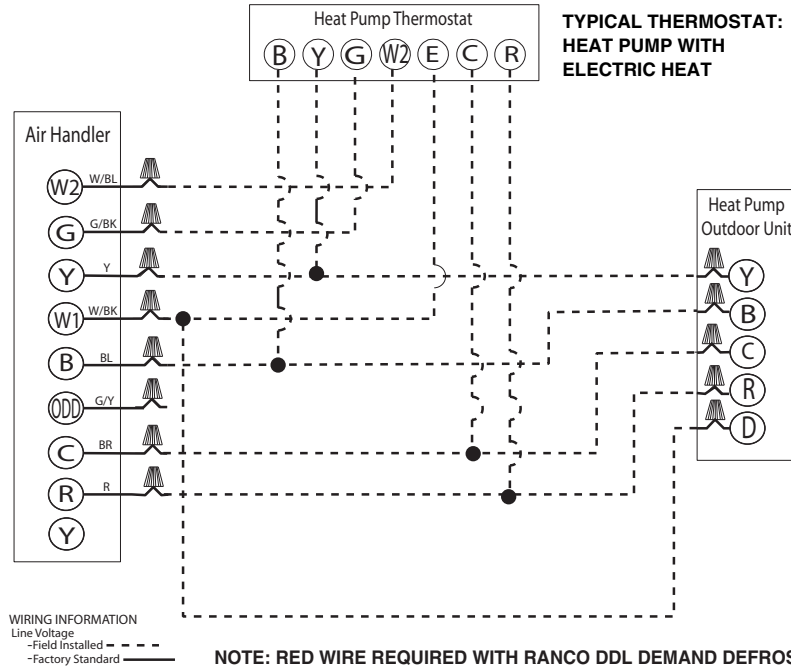 Heat Pump Thermostat
TYPICAL THERMOSTAT:
HEAT PUMP WITH
ELECTRIC HEAT
B Y G W2 E C R
Air Handler
W2 W/BL
G G/BK
Y Y
W1 W/BK
B BL
ODD G/Y
C BR
R R
Y
Heat Pump
Outdoor Unit
Y
B
C
R
D
WIRING INFORMATION
Line Voltage
-Field Installed
-Factory Standard
NOTE: RED WIRE REQUIRED WITH RANCO DDL DEMAND DEFROS